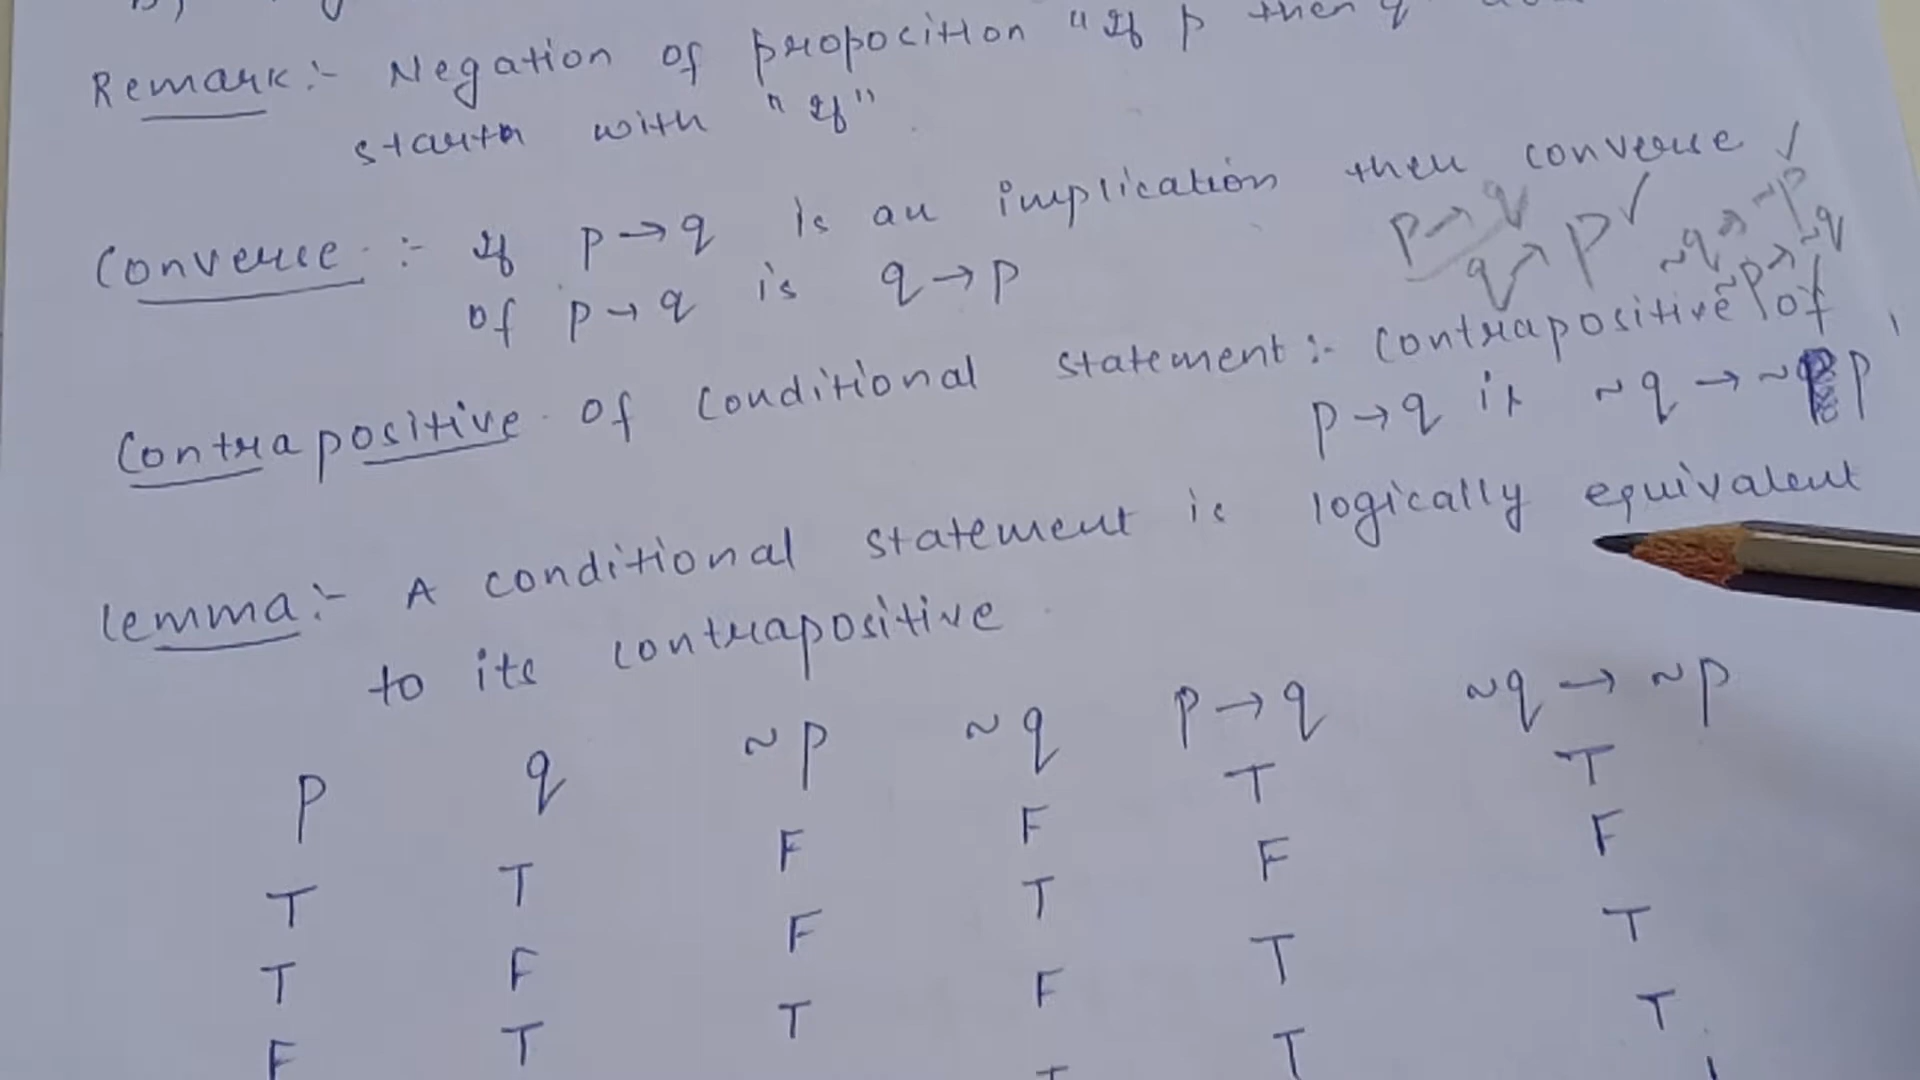 Remark:- Negation of propocition "If p then q"
starth with "If"
Converse :- If p → q is an implication then converse ✓
of p → q is q → p
p → q
q → p ✓
~q → ~p
~p → ~q
Contrapositive of Conditional statement :- Contrapositive of
p → q is ~q → ~p
Lemma:- A conditional statement is logically equivalent
to its contrapositive
p q ~p ~q p → q ~q → ~p
T T F F T T
T F F T F F
F T T F T T
T T